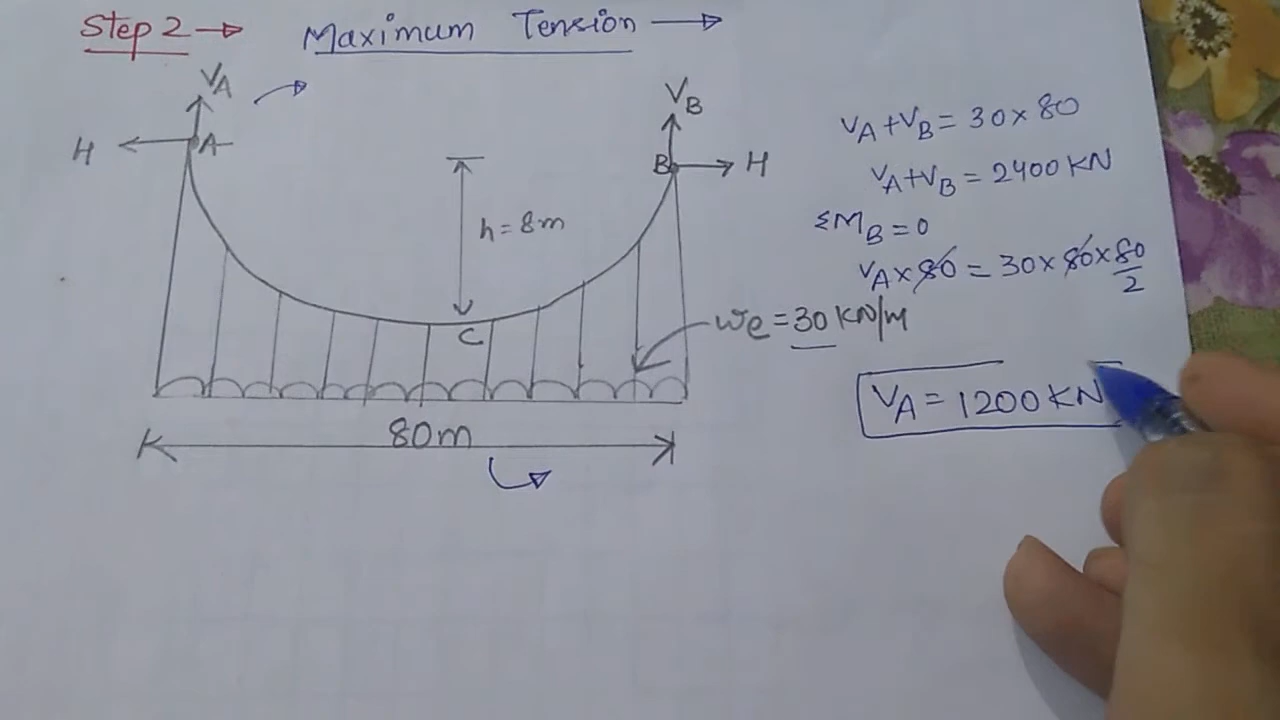 Step 2 → Maximum Tension →
VA
VB
H
A
B
H
h = 8m
C
we = 30 KN/m
80m
VA + VB = 30 × 80
VA + VB = 2400 KN
ΣMB = 0
VA × 80 = 30 × 80 × 80/2
VA = 1200 KN